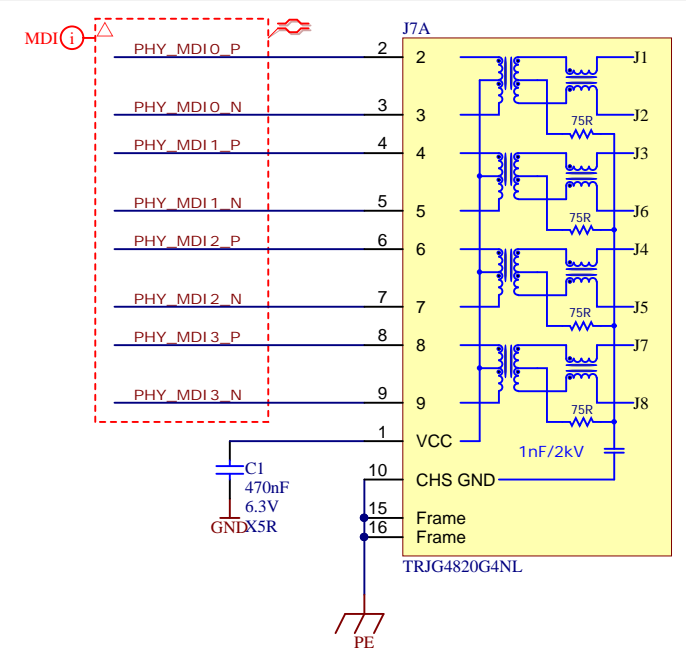 J7A
MDI i
PHY_MDI0_P 2 2 J1
75R
PHY_MDI0_N 3 3 J2
PHY_MDI1_P 4 4 J3
75R
PHY_MDI1_N 5 5 J6
PHY_MDI2_P 6 6 J4
75R
PHY_MDI2_N 7 7 J5
PHY_MDI3_P 8 8 J7
75R
PHY_MDI3_N 9 9 J8
1 VCC
1nF/2kV
C1
470nF
6.3V
X5R
GND
10 CHS GND
15 Frame
16 Frame
TRJG4820G4NL
PE